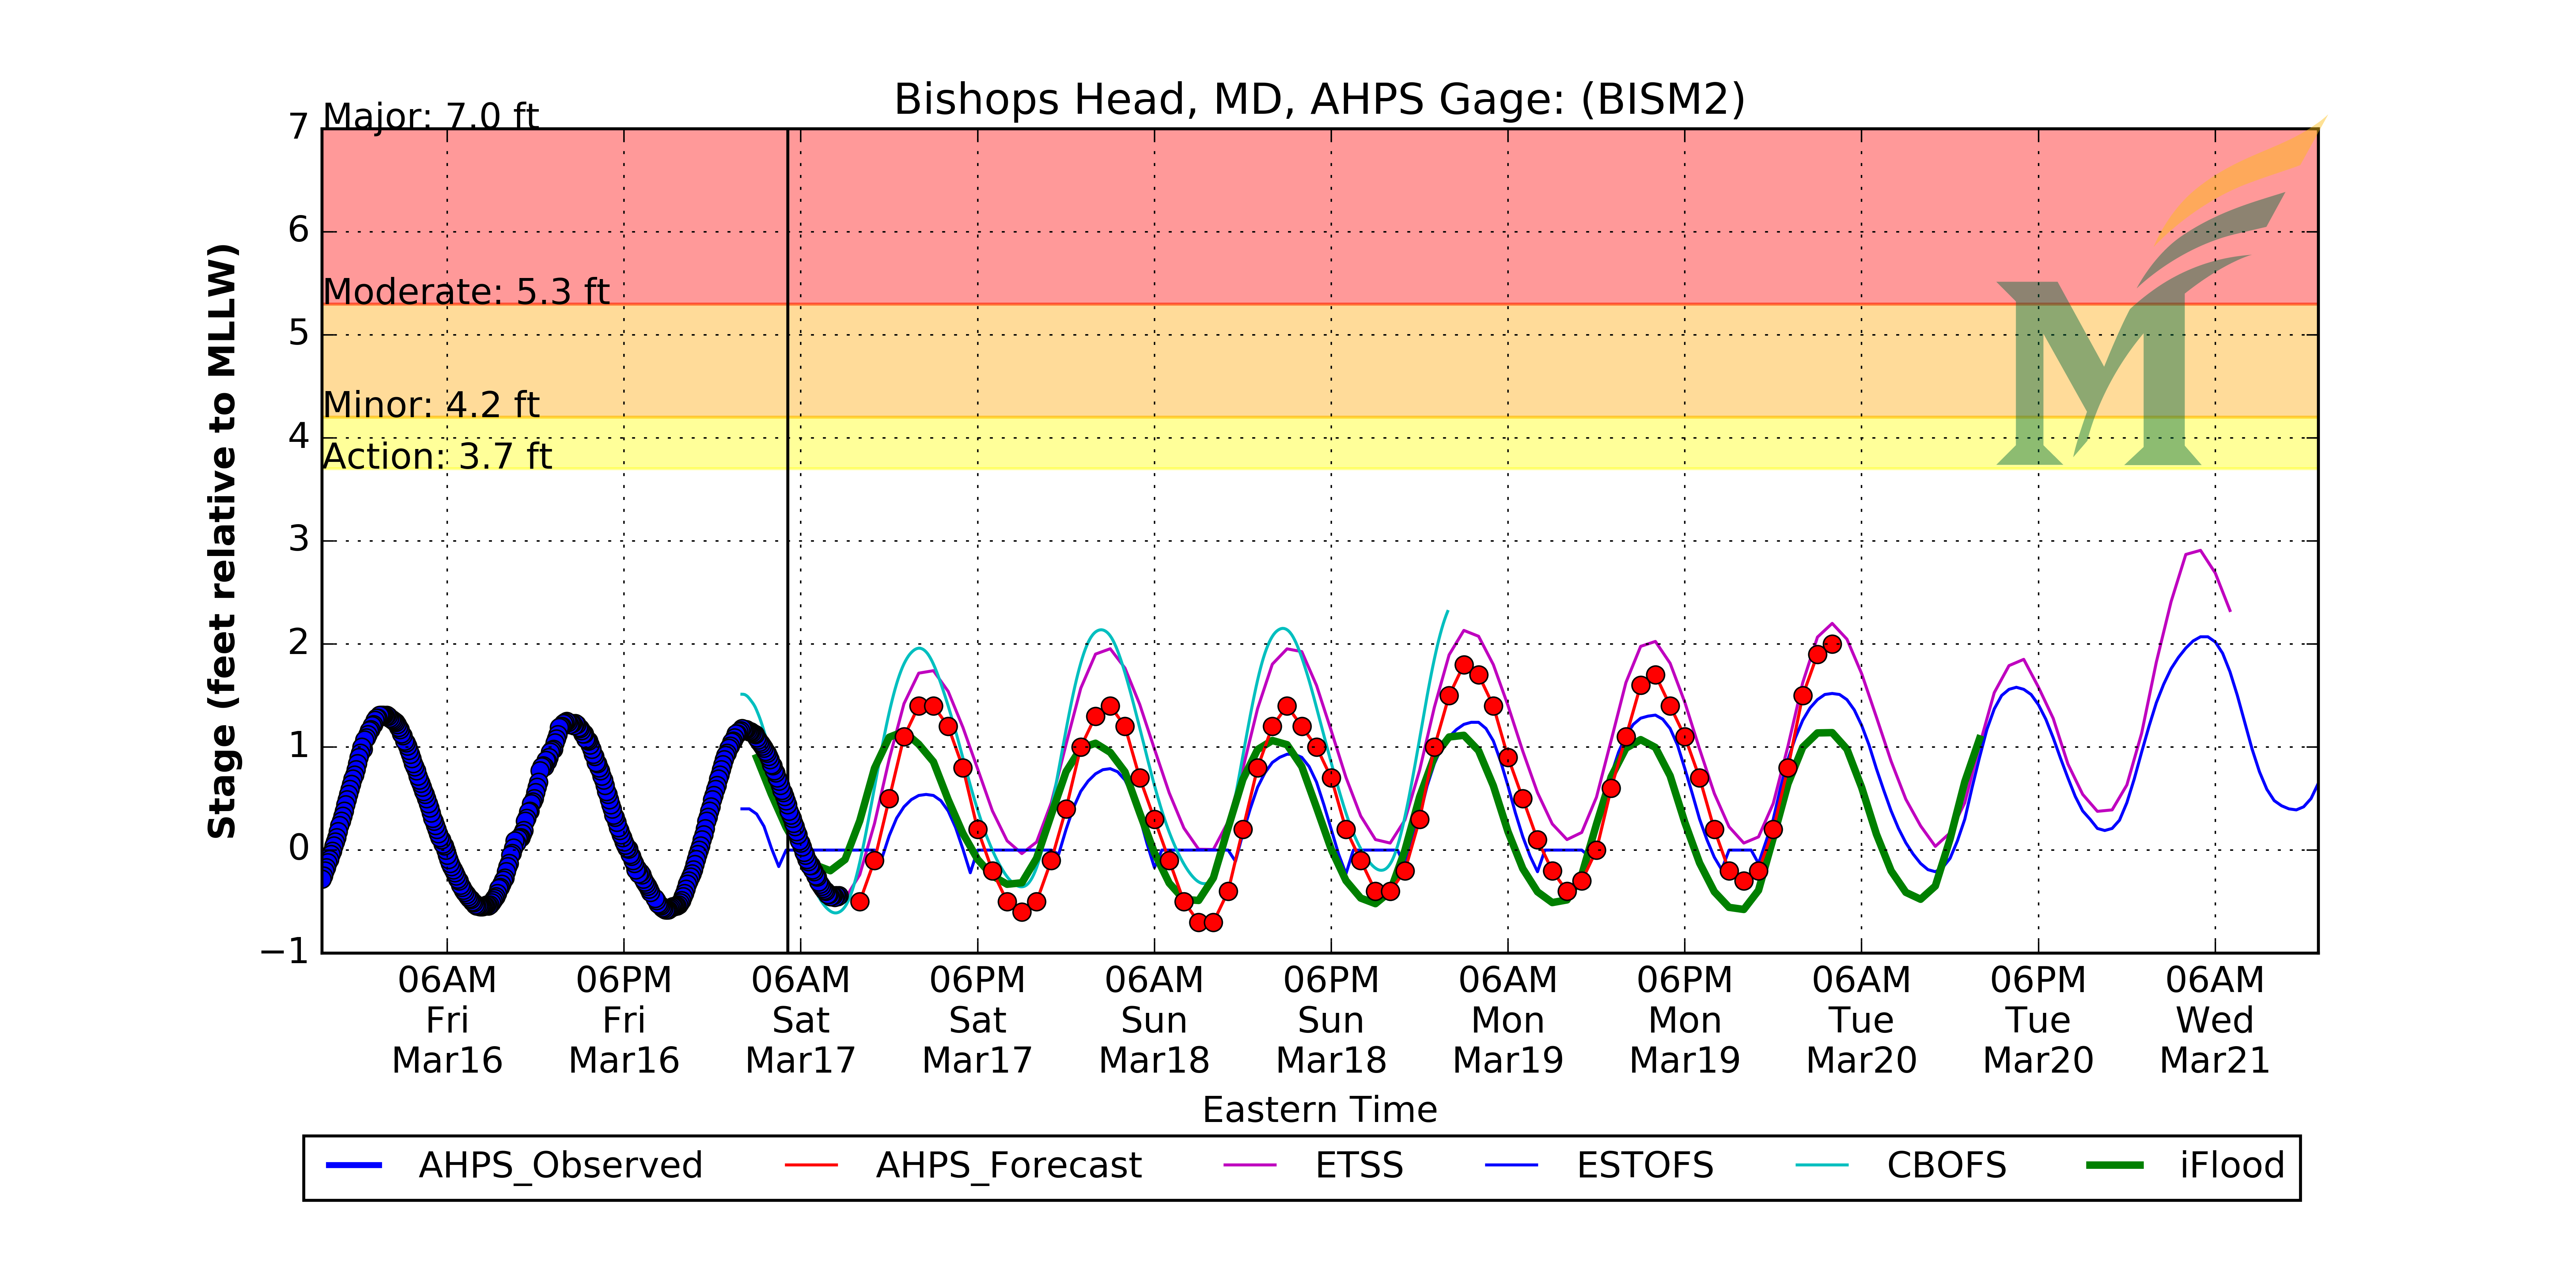 Bishops Head, MD, AHPS Gage: (BISM2)
Major: 7.0 ft
Moderate: 5.3 ft
Minor: 4.2 ft
Action: 3.7 ft
7
6
5
4
3
2
1
0
−1
Stage (feet relative to MLLW)
06AM 06PM 06AM 06PM 06AM 06PM 06AM 06PM 06AM 06PM 06AM
Fri Fri Sat Sat Sun Sun Mon Mon Tue Tue Wed
Mar16 Mar16 Mar17 Mar17 Mar18 Mar18 Mar19 Mar19 Mar20 Mar20 Mar21
Eastern Time
AHPS_Observed AHPS_Forecast ETSS ESTOFS CBOFS iFlood